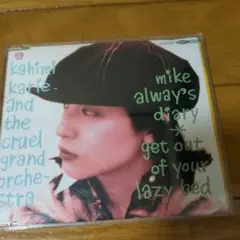 kahimi
karie-
and
the
cruel
grand
orche-
stra
mike
alway's
diary
*
get out
of your
lazy bed